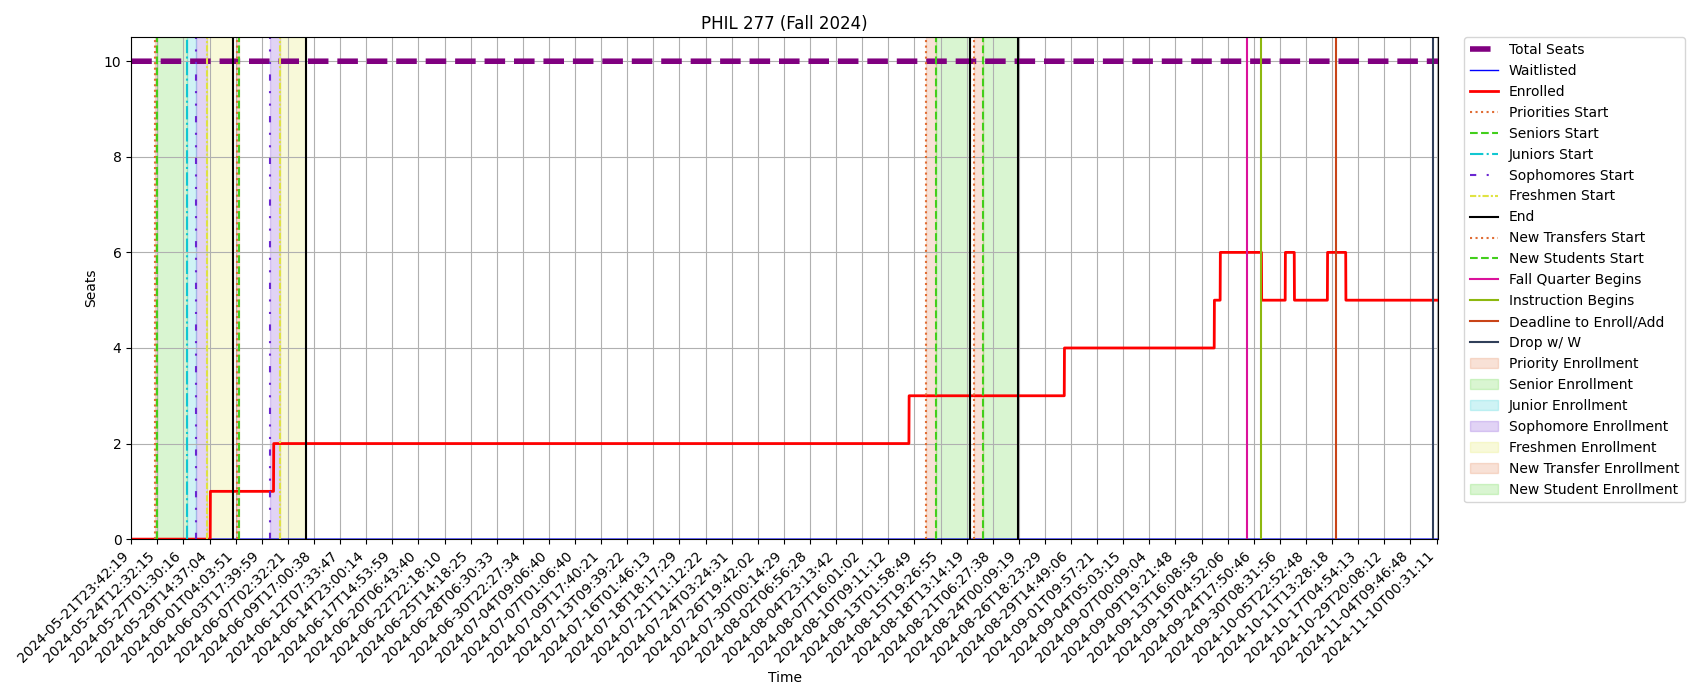 PHIL 277 (Fall 2024)
10
8
6
4
2
0
Seats
2024-05-21T23:42:19
2024-05-24T12:32:15
2024-05-27T01:30:16
2024-05-29T14:37:04
2024-06-01T04:03:51
2024-06-03T17:39:59
2024-06-07T02:32:21
2024-06-09T17:00:38
2024-06-12T07:33:47
2024-06-14T23:00:14
2024-06-17T14:53:59
2024-06-20T06:43:40
2024-06-22T22:18:10
2024-06-25T14:18:25
2024-06-28T06:30:33
2024-06-30T22:27:34
2024-07-04T09:06:40
2024-07-07T01:06:40
2024-07-09T17:40:21
2024-07-13T09:39:22
2024-07-16T01:46:13
2024-07-18T18:17:29
2024-07-21T11:12:22
2024-07-24T03:24:31
2024-07-26T19:42:02
2024-07-30T00:14:29
2024-08-02T06:56:28
2024-08-04T23:13:42
2024-08-07T16:01:02
2024-08-10T09:11:12
2024-08-13T01:58:49
2024-08-15T19:26:55
2024-08-18T13:14:19
2024-08-21T06:27:38
2024-08-24T00:09:19
2024-08-26T18:23:29
2024-08-29T14:49:06
2024-09-01T09:57:21
2024-09-04T05:03:15
2024-09-07T00:09:04
2024-09-09T19:21:48
2024-09-13T16:08:58
2024-09-19T04:52:06
2024-09-24T17:50:46
2024-09-30T08:31:56
2024-10-05T22:52:48
2024-10-11T13:28:18
2024-10-17T04:54:13
2024-10-29T20:08:12
2024-11-04T09:46:48
2024-11-10T00:31:11
Time
Total Seats
Waitlisted
Enrolled
Priorities Start
Seniors Start
Juniors Start
Sophomores Start
Freshmen Start
End
New Transfers Start
New Students Start
Fall Quarter Begins
Instruction Begins
Deadline to Enroll/Add
Drop w/ W
Priority Enrollment
Senior Enrollment
Junior Enrollment
Sophomore Enrollment
Freshmen Enrollment
New Transfer Enrollment
New Student Enrollment